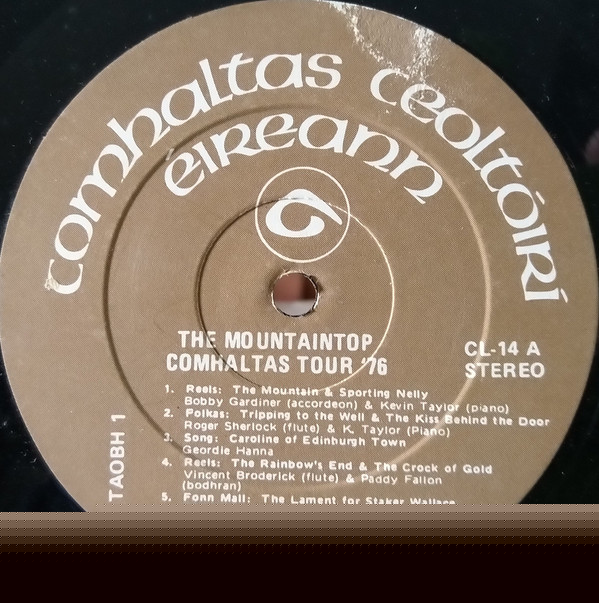 comhaltas ceoltóirí
éireann
THE MOUNTAINTOP
COMHALTAS TOUR '76
CL-14 A
STEREO
TAOBH 1
1. Reels: The Mountain & Sporting Nelly
Bobby Gardiner (accordeon) & Kevin Taylor (piano)
2. Polkas: Tripping to the Well & The Kiss Behind the Door
Roger Sherlock (flute) & K. Taylor (Piano)
3. Song: Caroline of Edinburgh Town
Geordie Hanna
4. Reels: The Rainbow's End & The Crock of Gold
Vincent Broderick (flute) & Paddy Fallon
(bodhran)
5. Fonn Mall: The Lament for Staker Wallace